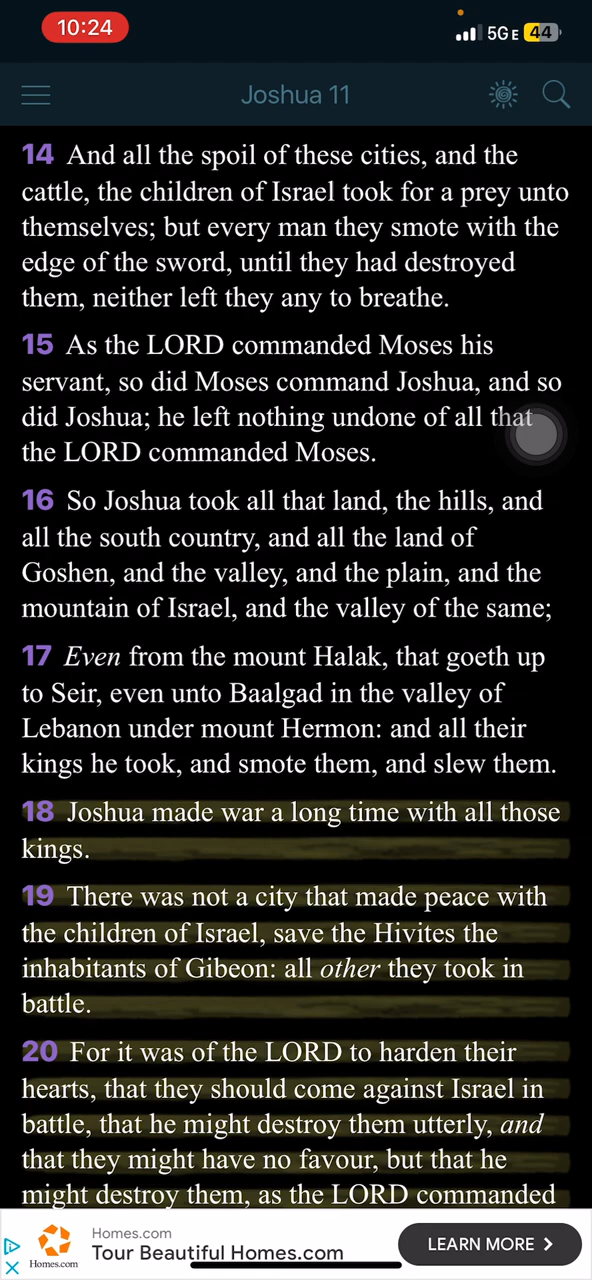 10:24
5GE 44
Joshua 11
14 And all the spoil of these cities, and the
cattle, the children of Israel took for a prey unto
themselves; but every man they smote with the
edge of the sword, until they had destroyed
them, neither left they any to breathe.
15 As the LORD commanded Moses his
servant, so did Moses command Joshua, and so
did Joshua; he left nothing undone of all that
the LORD commanded Moses.
16 So Joshua took all that land, the hills, and
all the south country, and all the land of
Goshen, and the valley, and the plain, and the
mountain of Israel, and the valley of the same;
17 Even from the mount Halak, that goeth up
to Seir, even unto Baalgad in the valley of
Lebanon under mount Hermon: and all their
kings he took, and smote them, and slew them.
18 Joshua made war a long time with all those
kings.
19 There was not a city that made peace with
the children of Israel, save the Hivites the
inhabitants of Gibeon: all other they took in
battle.
20 For it was of the LORD to harden their
hearts, that they should come against Israel in
battle, that he might destroy them utterly, and
that they might have no favour, but that he
might destroy them, as the LORD commanded
Homes.com
Homes.com
Tour Beautiful Homes.com
LEARN MORE